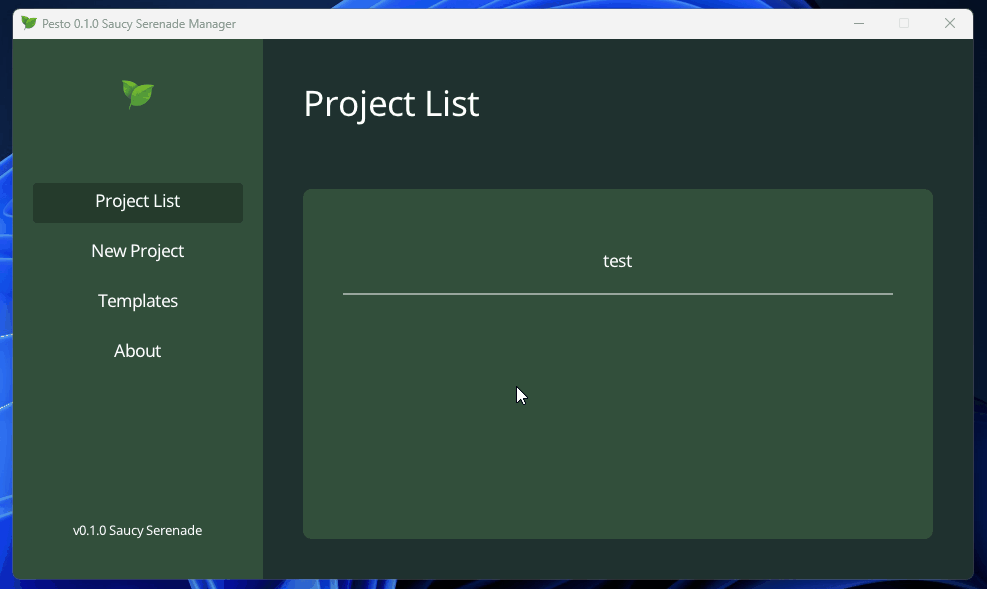 Pesto 0.1.0 Saucy Serenade Manager
Project List
New Project
Templates
About
v0.1.0 Saucy Serenade
Project List
test